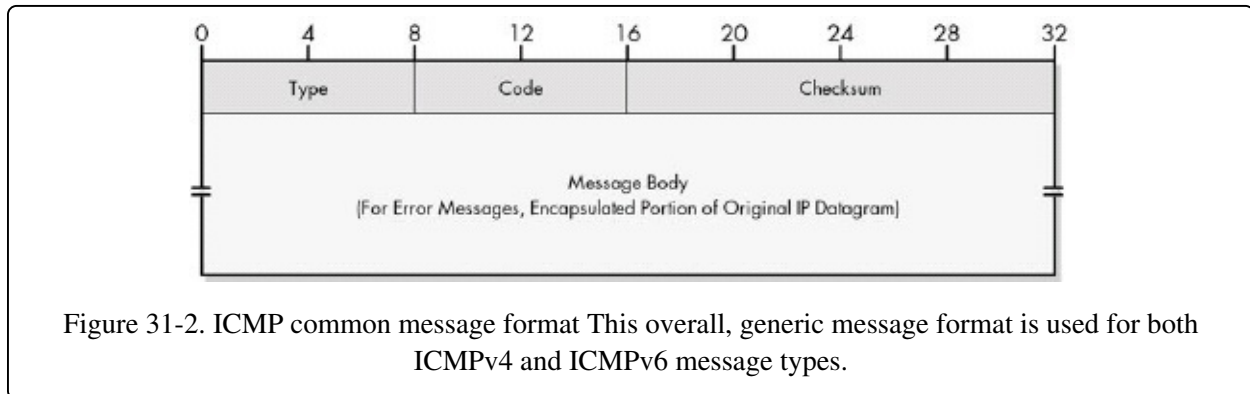 0 4 8 12 16 20 24 28 32
Type Code Checksum
Message Body
(For Error Messages, Encapsulated Portion of Original IP Datagram)
Figure 31-2. ICMP common message format This overall, generic message format is used for both
ICMPv4 and ICMPv6 message types.